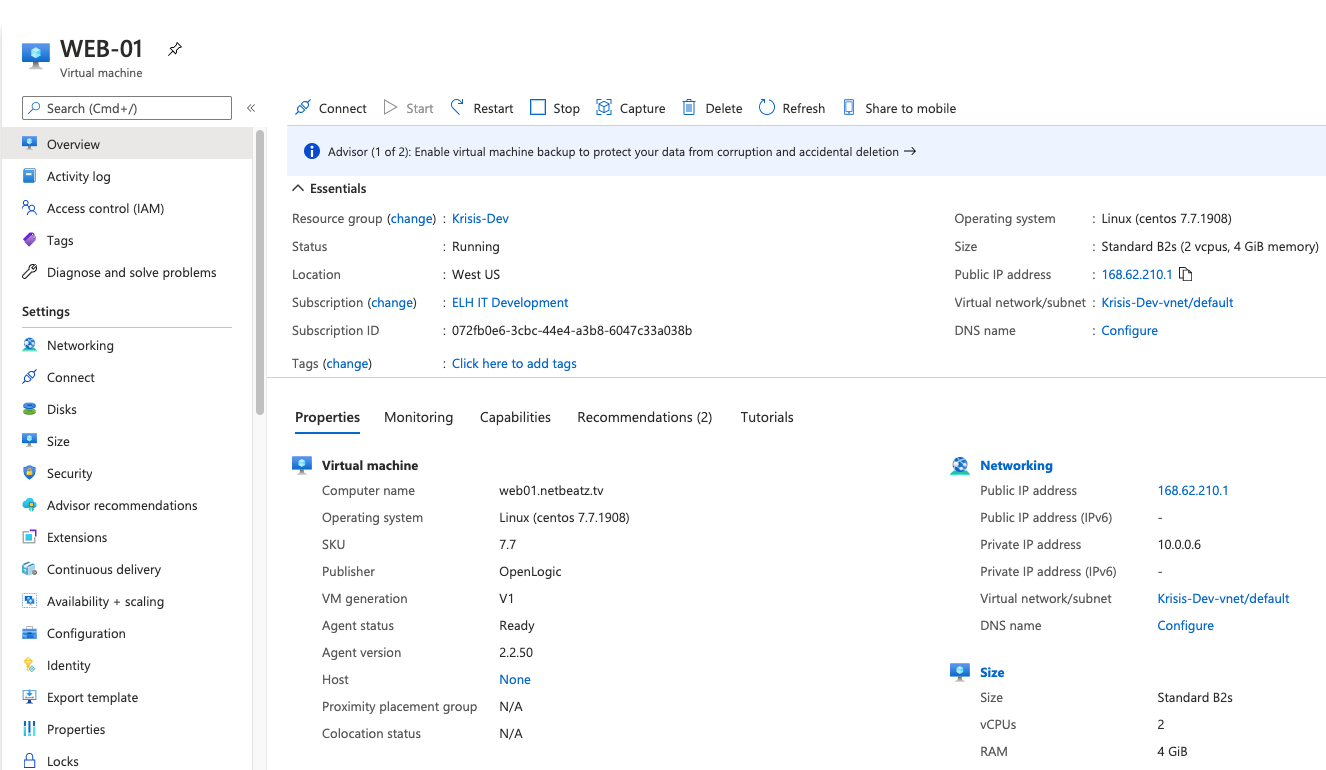 WEB-01
Virtual machine
Search (Cmd+/)
«
Overview
Activity log
Access control (IAM)
Tags
Diagnose and solve problems
Settings
Networking
Connect
Disks
Size
Security
Advisor recommendations
Extensions
Continuous delivery
Availability + scaling
Configuration
Identity
Export template
Properties
Locks
Connect Start Restart Stop Capture Delete Refresh Share to mobile
Advisor (1 of 2): Enable virtual machine backup to protect your data from corruption and accidental deletion →
Essentials
Resource group (change) : Krisis-Dev
Status : Running
Location : West US
Subscription (change) : ELH IT Development
Subscription ID : 072fb0e6-3cbc-44e4-a3b8-6047c33a038b
Tags (change) : Click here to add tags
Operating system : Linux (centos 7.7.1908)
Size : Standard B2s (2 vcpus, 4 GiB memory)
Public IP address : 168.62.210.1
Virtual network/subnet : Krisis-Dev-vnet/default
DNS name : Configure
Properties Monitoring Capabilities Recommendations (2) Tutorials
Virtual machine
Computer name web01.netbeatz.tv
Operating system Linux (centos 7.7.1908)
SKU 7.7
Publisher OpenLogic
VM generation V1
Agent status Ready
Agent version 2.2.50
Host None
Proximity placement group N/A
Colocation status N/A
Networking
Public IP address 168.62.210.1
Public IP address (IPv6) -
Private IP address 10.0.0.6
Private IP address (IPv6) -
Virtual network/subnet Krisis-Dev-vnet/default
DNS name Configure
Size
Size Standard B2s
vCPUs 2
RAM 4 GiB